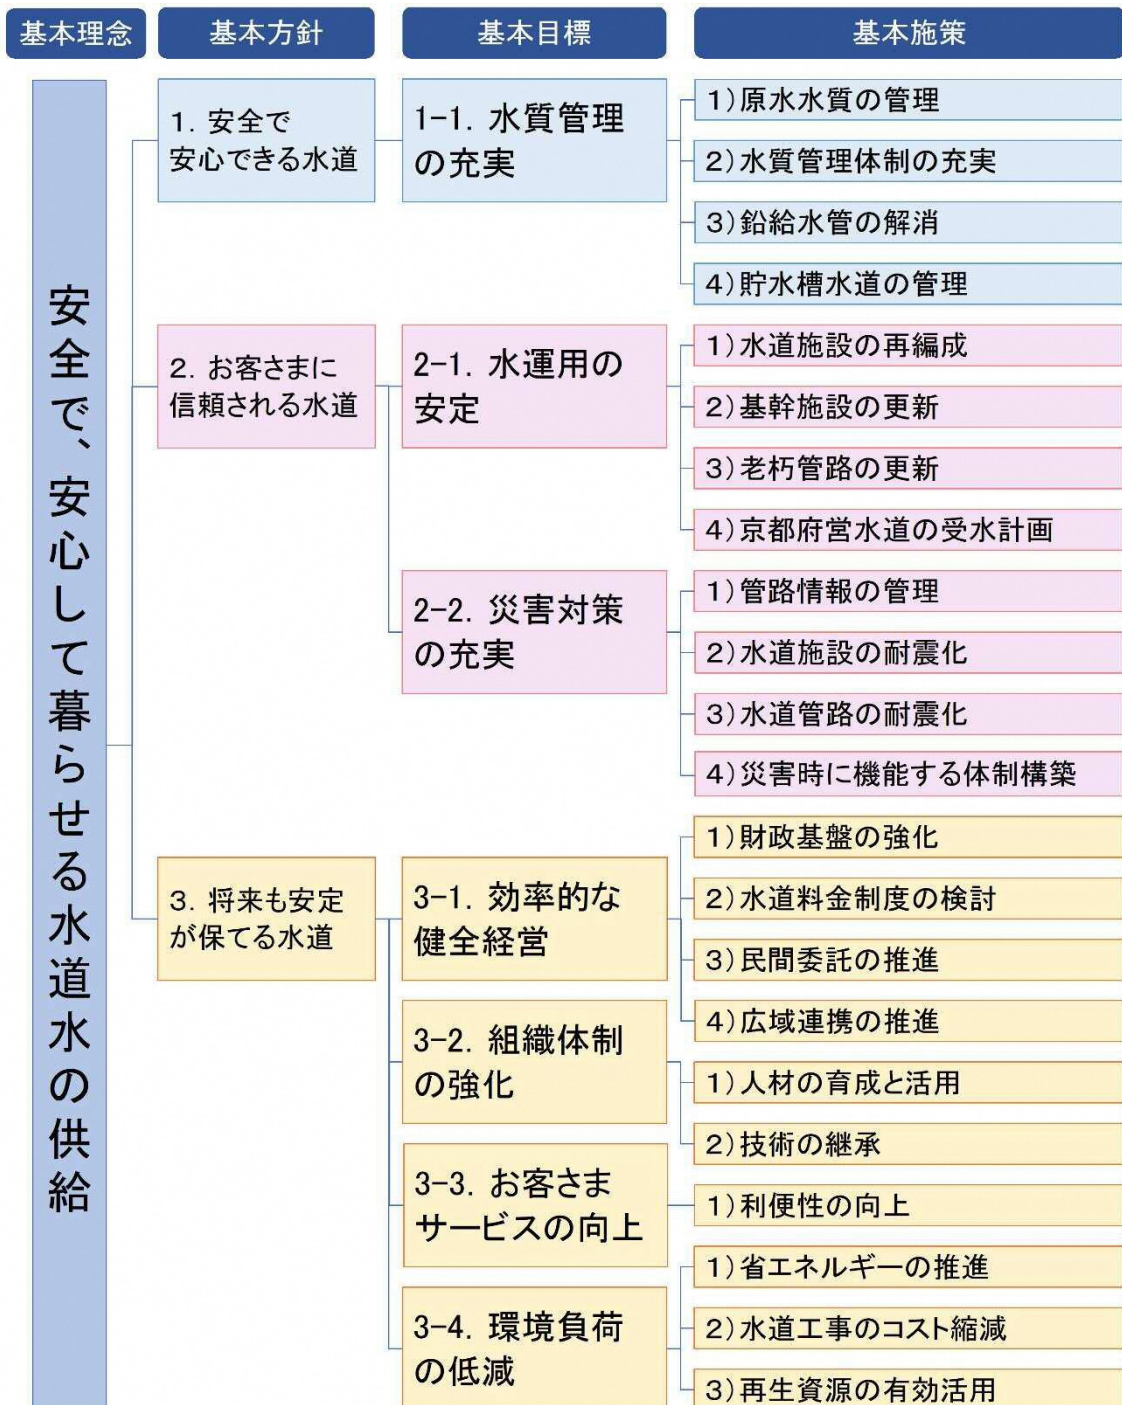 基本理念
基本方針
基本目標
基本施策
安全で、安心して暮らせる水道水の供給
1. 安全で
安心できる水道
1-1. 水質管理
の充実
1)原水水質の管理
2)水質管理体制の充実
3)鉛給水管の解消
4)貯水槽水道の管理
2. お客さまに
信頼される水道
2-1. 水運用の
安定
1)水道施設の再編成
2)基幹施設の更新
3)老朽管路の更新
4)京都府営水道の受水計画
2-2. 災害対策
の充実
1)管路情報の管理
2)水道施設の耐震化
3)水道管路の耐震化
4)災害時に機能する体制構築
3. 将来も安定
が保てる水道
3-1. 効率的な
健全経営
1)財政基盤の強化
2)水道料金制度の検討
3)民間委託の推進
4)広域連携の推進
3-2. 組織体制
の強化
1)人材の育成と活用
2)技術の継承
3-3. お客さま
サービスの向上
1)利便性の向上
3-4. 環境負荷
の低減
1)省エネルギーの推進
2)水道工事のコスト縮減
3)再生資源の有効活用